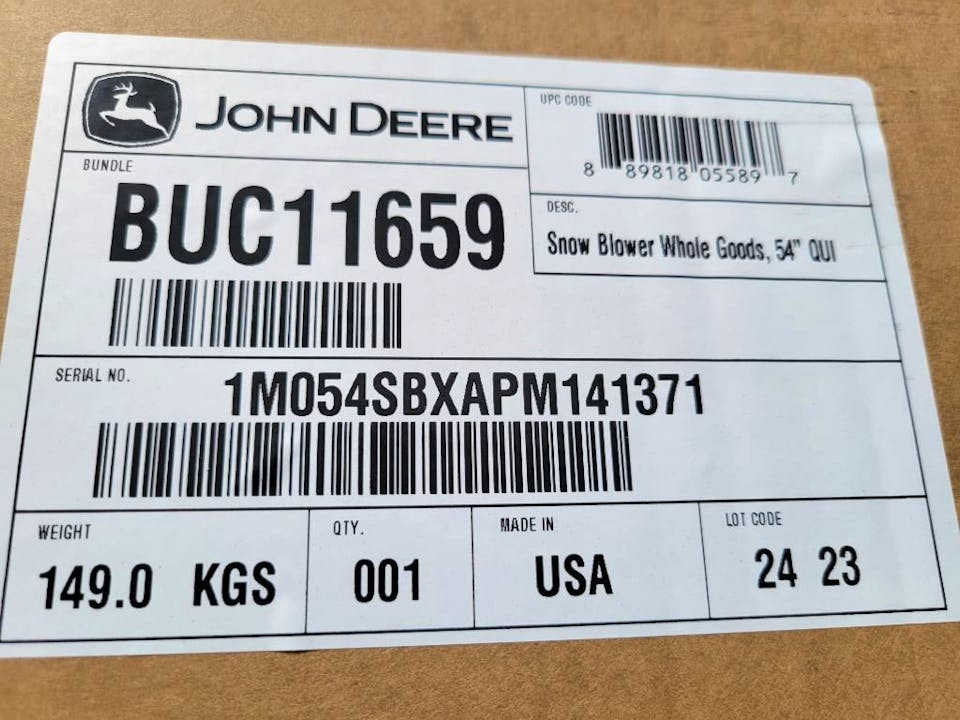 JOHN DEERE
UPC CODE
8 89818 05589 7
BUNDLE
BUC11659
DESC.
Snow Blower Whole Goods, 54" QUI
SERIAL NO.
1M054SBXAPM141371
WEIGHT
149.0 KGS
QTY.
001
MADE IN
USA
LOT CODE
24 23